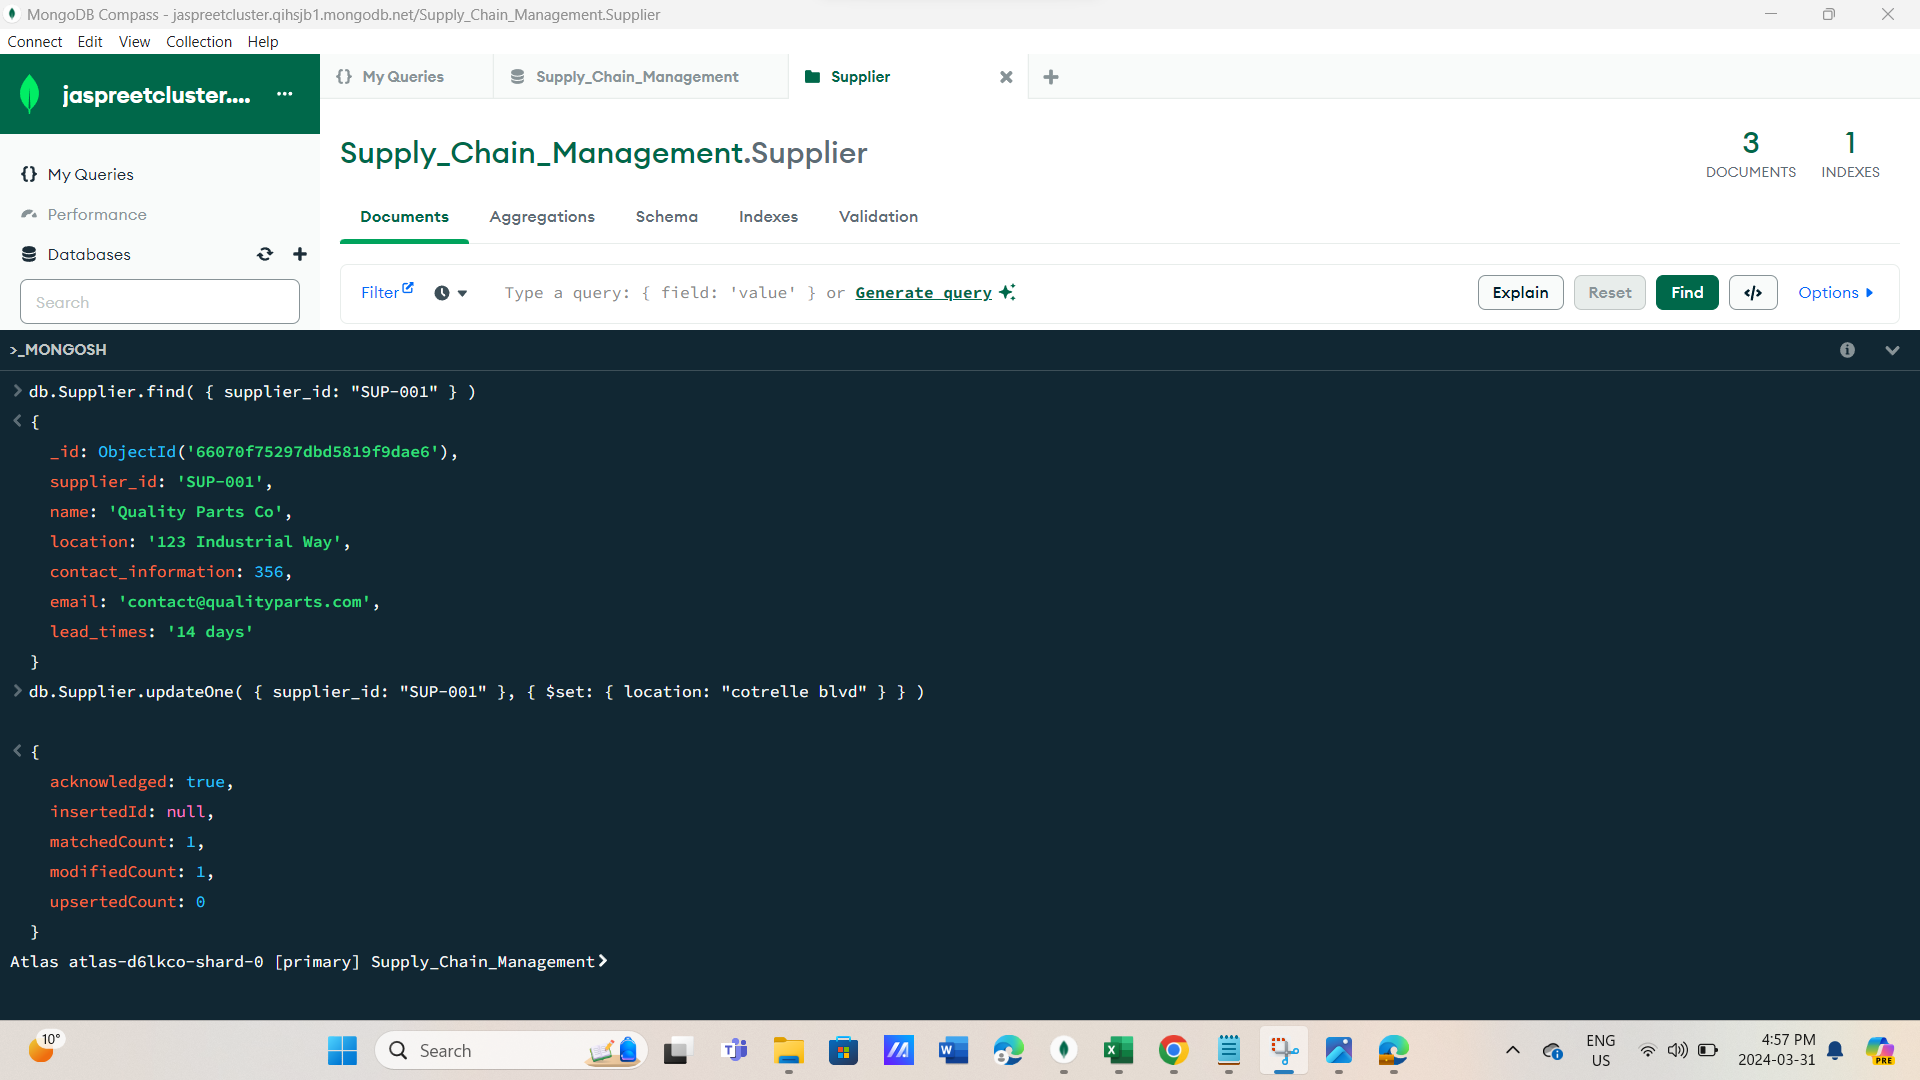 MongoDB Compass - jaspreetcluster.qihsjb1.mongodb.net/Supply_Chain_Management.Supplier
Connect Edit View Collection Help
jaspreetcluster.... ...
My Queries
Supply_Chain_Management
Supplier
Supply_Chain_Management.Supplier
3
DOCUMENTS
1
INDEXES
{} My Queries
Performance
Databases
Search
Documents Aggregations Schema Indexes Validation
Filter
Type a query: { field: 'value' } or Generate query
Explain Reset Find </> Options
>_MONGOSH
> db.Supplier.find( { supplier_id: "SUP-001" } )
< {
_id: ObjectId('66070f75297dbd5819f9dae6'),
supplier_id: 'SUP-001',
name: 'Quality Parts Co',
location: '123 Industrial Way',
contact_information: 356,
email: 'contact@qualityparts.com',
lead_times: '14 days'
}
> db.Supplier.updateOne( { supplier_id: "SUP-001" }, { $set: { location: "cotrelle blvd" } } )
< {
acknowledged: true,
insertedId: null,
matchedCount: 1,
modifiedCount: 1,
upsertedCount: 0
}
Atlas atlas-d6lkco-shard-0 [primary] Supply_Chain_Management>
10°
Search
ENG
US
4:57 PM
2024-03-31
PRE